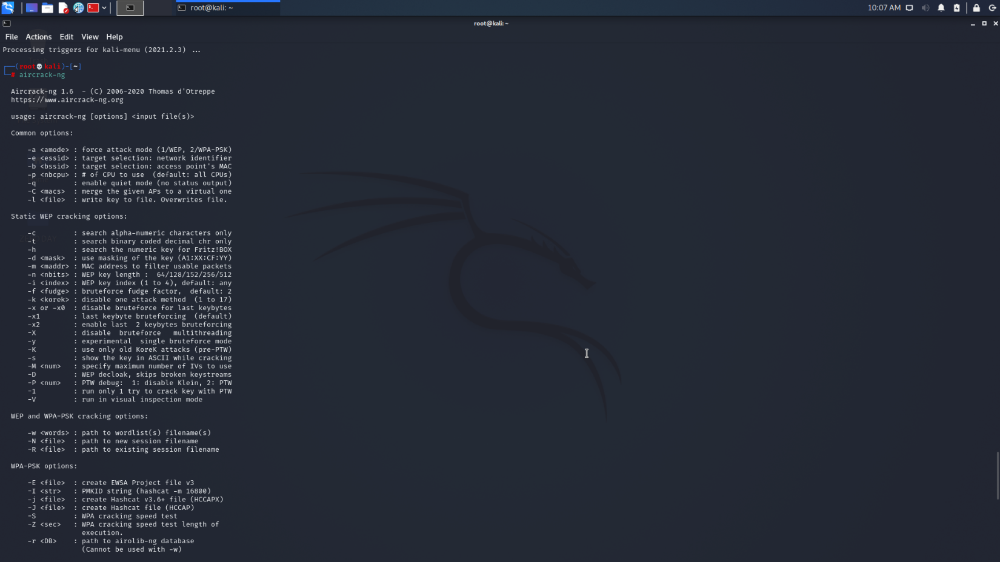 root@kali: ~
10:07 AM
root@kali: ~
File Actions Edit View Help
Processing triggers for kali-menu (2021.2.3) ...
(root💀kali)-[~]
# aircrack-ng
Aircrack-ng 1.6  - (C) 2006-2020 Thomas d'Otreppe
https://www.aircrack-ng.org
usage: aircrack-ng [options] <input file(s)>
Common options:
-a <amode> : force attack mode (1/WEP, 2/WPA-PSK)
-e <essid> : target selection: network identifier
-b <bssid> : target selection: access point's MAC
-p <nbcpu> : # of CPU to use  (default: all CPUs)
-q         : enable quiet mode (no status output)
-C <macs>  : merge the given APs to a virtual one
-l <file>  : write key to file. Overwrites file.
Static WEP cracking options:
-c         : search alpha-numeric characters only
-t         : search binary coded decimal chr only
-h         : search the numeric key for Fritz!BOX
-d <mask>  : use masking of the key (A1:XX:CF:YY)
-m <maddr> : MAC address to filter usable packets
-n <nbits> : WEP key length :  64/128/152/256/512
-i <index> : WEP key index (1 to 4), default: any
-f <fudge> : bruteforce fudge factor,  default: 2
-k <korek> : disable one attack method  (1 to 17)
-x or -x0  : disable bruteforce for last keybytes
-x1        : last keybyte bruteforcing  (default)
-x2        : enable last  2 keybytes bruteforcing
-X         : disable  bruteforce   multithreading
-y         : experimental  single bruteforce mode
-K         : use only old KoreK attacks (pre-PTW)
-s         : show the key in ASCII while cracking
-M <num>   : specify maximum number of IVs to use
-D         : WEP decloak, skips broken keystreams
-P <num>   : PTW debug:  1: disable Klein, 2: PTW
-1         : run only 1 try to crack key with PTW
-V         : run in visual inspection mode
WEP and WPA-PSK cracking options:
-w <words> : path to wordlist(s) filename(s)
-N <file>  : path to new session filename
-R <file>  : path to existing session filename
WPA-PSK options:
-E <file>  : create EWSA Project file v3
-I <str>   : PMKID string (hashcat -m 16800)
-j <file>  : create Hashcat v3.6+ file (HCCAPX)
-J <file>  : create Hashcat file (HCCAP)
-S         : WPA cracking speed test
-Z <sec>   : WPA cracking speed test length of
execution.
-r <DB>    : path to airolib-ng database
(Cannot be used with -w)